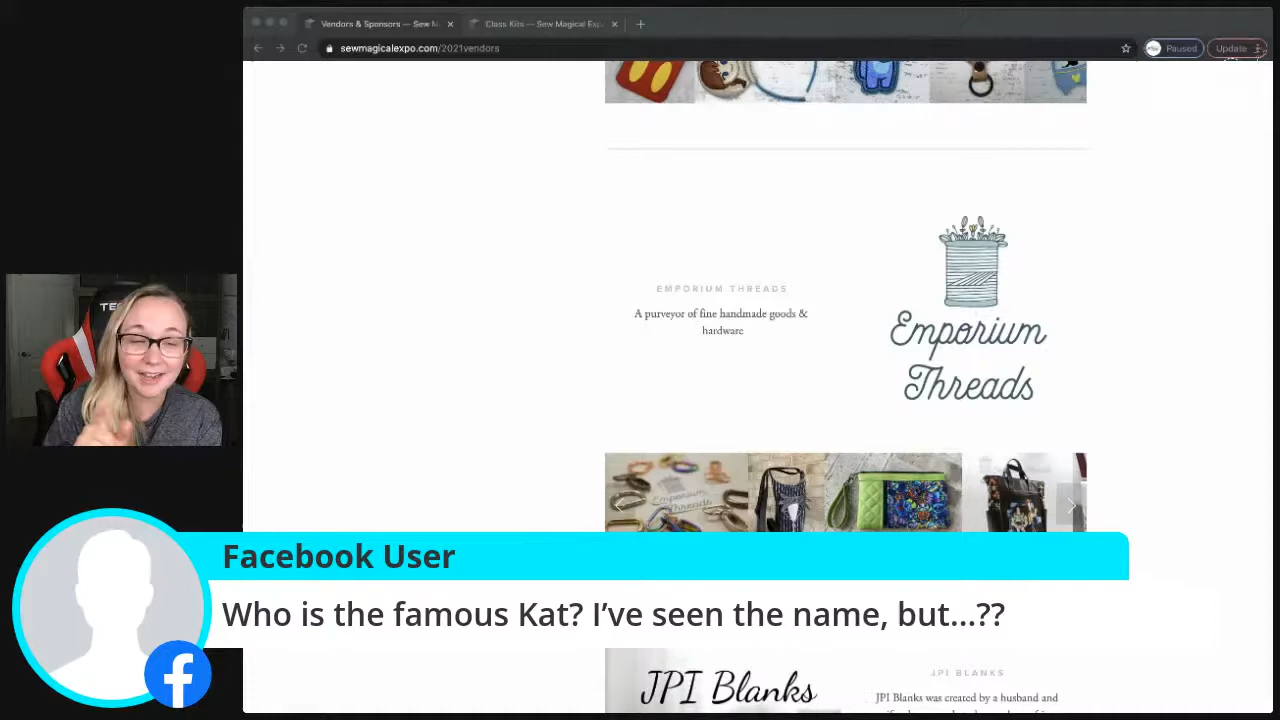 Vendors & Sponsors — Sew M
Class Kits — Sew Magical Exp
sewmagicalexpo.com/2021vendors
Paused
Update
EMPORIUM THREADS
A purveyor of fine handmade goods &
hardware
Emporium
Threads
Emporium
Threads
Facebook User
Who is the famous Kat? I've seen the name, but...??
JPI Blanks
JPI BLANKS
JPI Blanks was created by a husband and